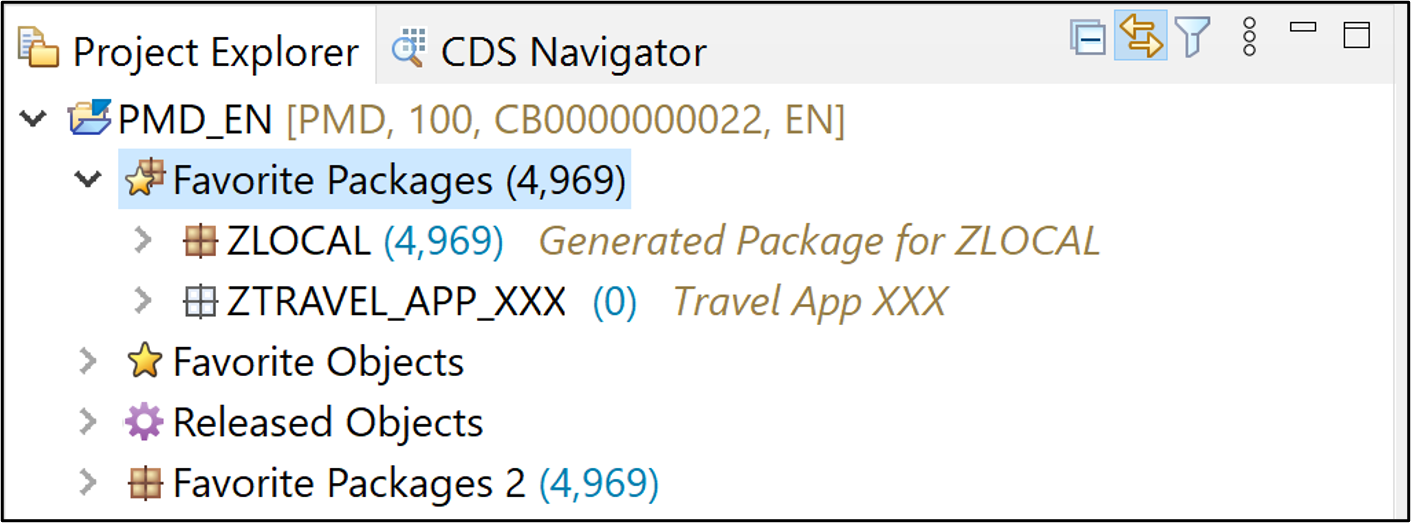 Project Explorer CDS Navigator
PMD_EN [PMD, 100, CB0000000022, EN]
Favorite Packages (4,969)
ZLOCAL (4,969) Generated Package for ZLOCAL
ZTRAVEL_APP_XXX (0) Travel App XXX
Favorite Objects
Released Objects
Favorite Packages 2 (4,969)